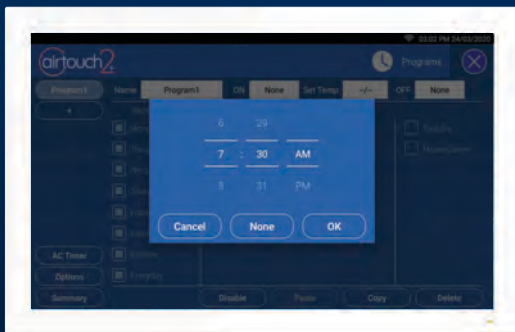 03:02 PM 24/03/2020
airtouch2
Programs
Program1 Name Program1 ON None Set Temp -/- OFF None
+
6 29
7 : 30 AM
8 31 PM
Cancel None OK
AC Timer
Options
Everyday
Summary
Disable Pause Copy Delete